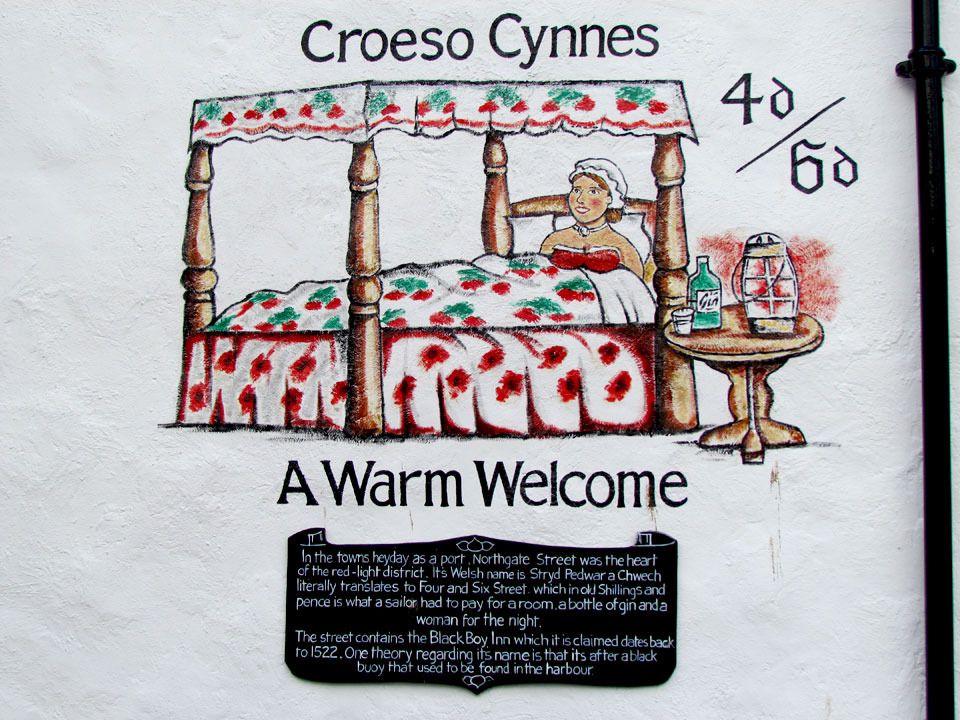 Croeso Cynnes
4d/6d
Gin
A Warm Welcome
In the towns heyday as a port, Northgate Street was the heart
of the red-light district. It's Welsh name is Stryd Pedwar a Chwech
literally translates to Four and Six Street. which in old Shillings and
pence is what a sailor had to pay for a room, a bottle of gin and a
woman for the night.
The street contains the Black Boy Inn which it is claimed dates back
to 1522. One theory regarding it's name is that its after a black
buoy that used to be found in the harbour.